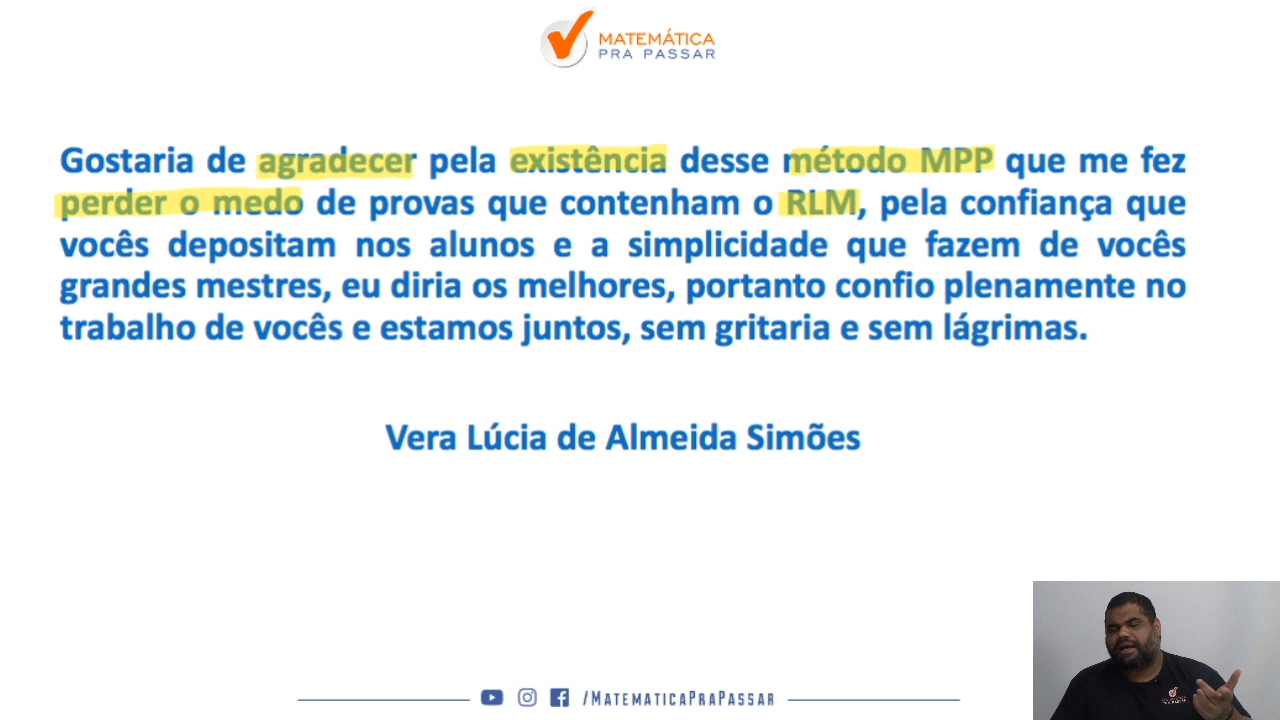 MATEMÁTICA
PRA PASSAR
Gostaria de agradecer pela existência desse método MPP que me fez
perder o medo de provas que contenham o RLM, pela confiança que
vocês depositam nos alunos e a simplicidade que fazem de vocês
grandes mestres, eu diria os melhores, portanto confio plenamente no
trabalho de vocês e estamos juntos, sem gritaria e sem lágrimas.
Vera Lúcia de Almeida Simões
/MATEMATICAPRAPASSAR